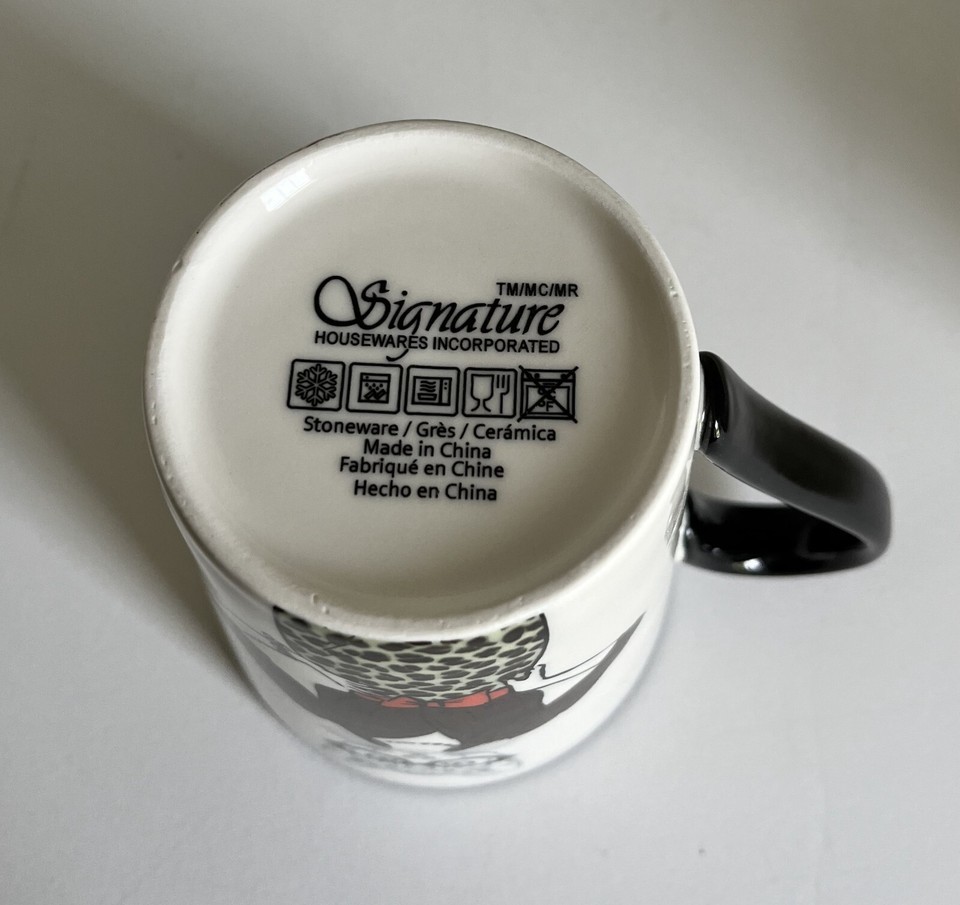 TM/MC/MR
Signature
HOUSEWARES INCORPORATED
Stoneware / Grès / Cerámica
Made in China
Fabriqué en Chine
Hecho en China